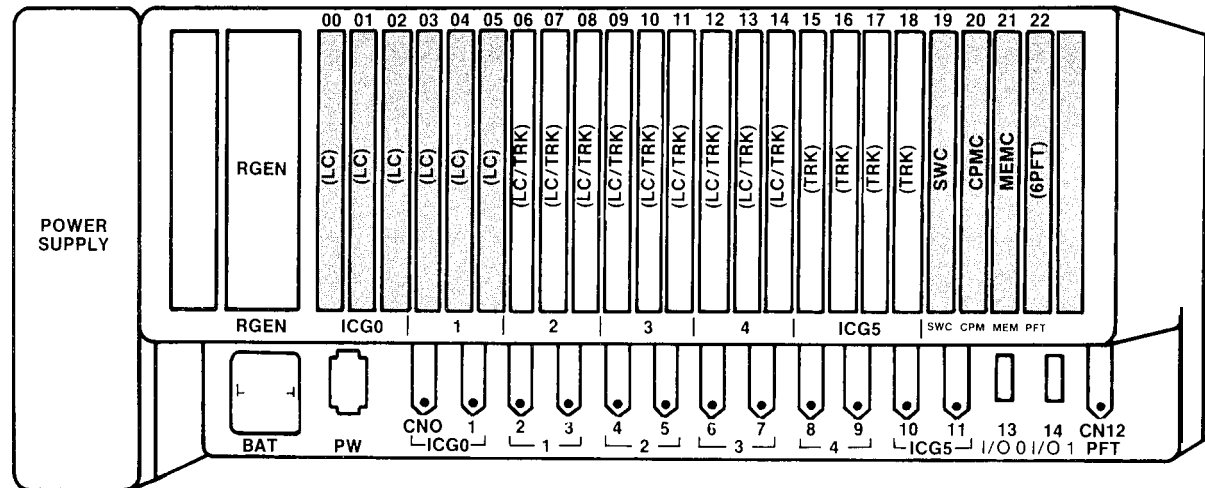 00 01 02 03 04 05 06 07 08 09 10 11 12 13 14 15 16 17 18 19 20 21 22
POWER
SUPPLY
RGEN
(LC)
(LC)
(LC)
(LC)
(LC)
(LC)
(LC/TRK)
(LC/TRK)
(LC/TRK)
(LC/TRK)
(LC/TRK)
(LC/TRK)
(LC/TRK)
(LC/TRK)
(LC/TRK)
(TRK)
(TRK)
(TRK)
(TRK)
SWC
CPMC
MEMC
(6PFT)
RGEN ICG0 1 2 3 4 ICG5 SWC CPM MEM PFT
CNO 1 2 3 4 5 6 7 8 9 10 11 13 14 CN12
BAT PW ICG0 1 2 3 4 ICG5 I/O 0 I/O 1 PFT